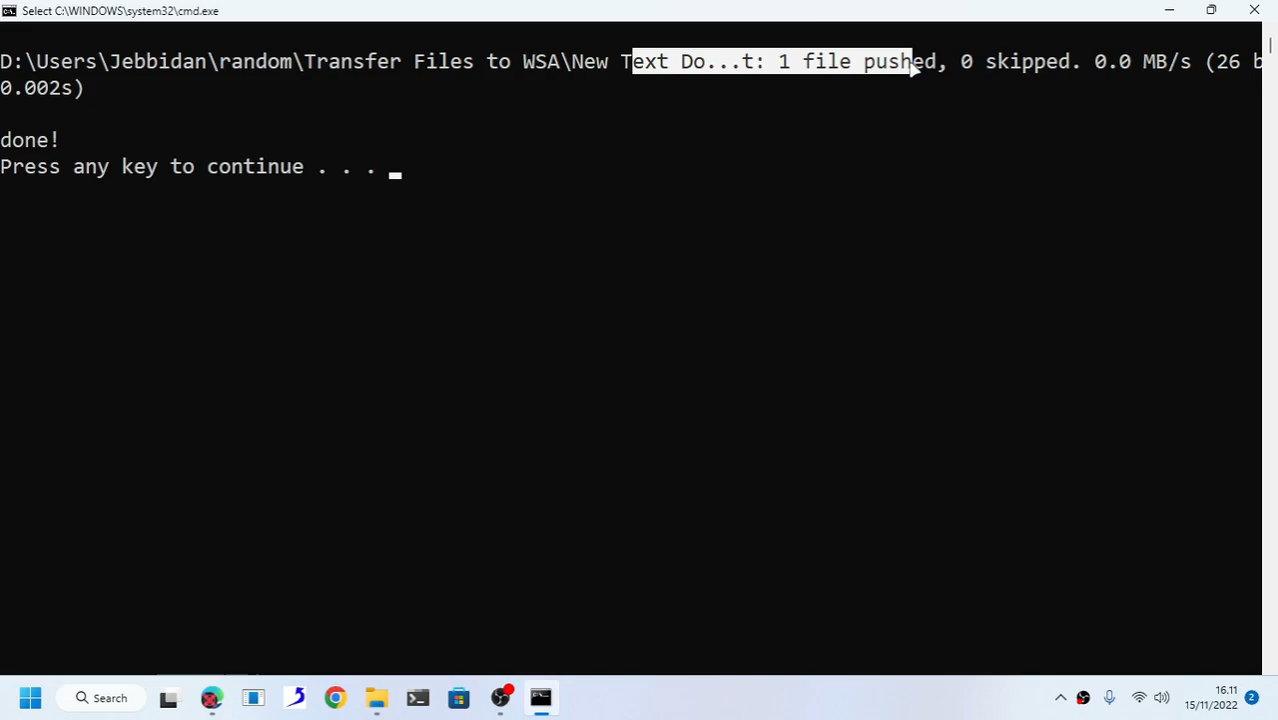 Select C:\WINDOWS\system32\cmd.exe
D:\Users\Jebbidan\random\Transfer Files to WSA\New Text Do...t: 1 file pushed, 0 skipped. 0.0 MB/s (26 b
0.002s)
done!
Press any key to continue . . .
Search
16.11
15/11/2022
2